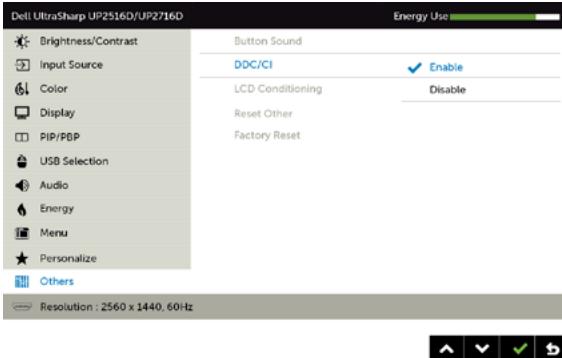 Dell UltraSharp UP2516D/UP2716D Energy Use
Brightness/Contrast Button Sound
Input Source DDC/CI Enable
Color LCD Conditioning Disable
Display Reset Other
PIP/PBP Factory Reset
USB Selection
Audio
Energy
Menu
Personalize
Others
Resolution : 2560 x 1440, 60Hz